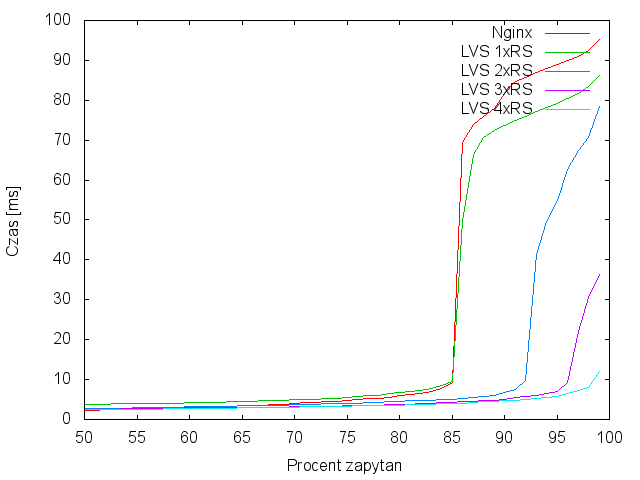 100
90
80
70
60
50
40
30
20
10
0
Czas [ms]
Nginx
LVS 1xRS
LVS 2xRS
LVS 3xRS
LVS 4xRS
50 55 60 65 70 75 80 85 90 95 100
Procent zapytan